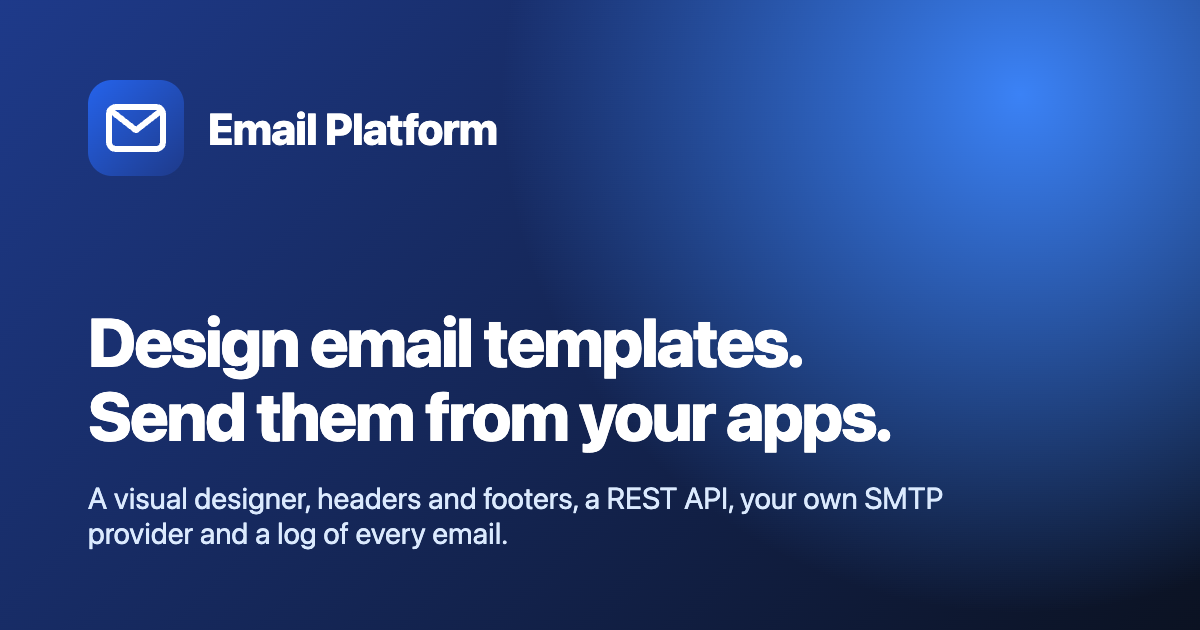 Email Platform
Design email templates.
Send them from your apps.
A visual designer, headers and footers, a REST API, your own SMTP
provider and a log of every email.